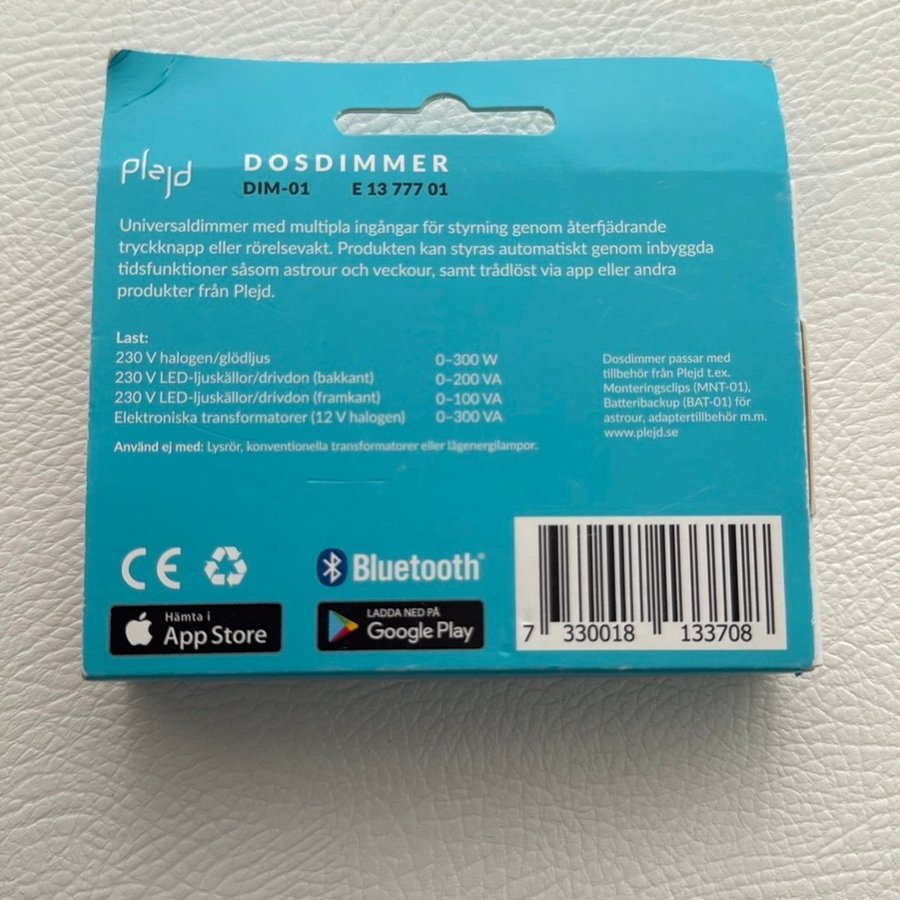 plejd
DOSDIMMER
DIM-01 E 13 777 01
Universaldimmer med multipla ingångar för styrning genom återfjädrande
tryckknapp eller rörelsevakt. Produkten kan styras automatiskt genom inbyggda
tidsfunktioner såsom astrour och veckour, samt trådlöst via app eller andra
produkter från Plejd.
Last:
230 V halogen/glödljus 0–300 W
230 V LED-ljuskällor/drivdon (bakkant) 0–200 VA
230 V LED-ljuskällor/drivdon (framkant) 0–100 VA
Elektroniska transformatorer (12 V halogen) 0–300 VA
Använd ej med: Lysrör, konventionella transformatorer eller lågenergilampor.
Dosdimmer passar med
tillbehör från Plejd t.ex.
Monteringsclips (MNT-01),
Batteribackup (BAT-01) för
astrour, adaptertillbehör m.m.
www.plejd.se
CE
Bluetooth®
Hämta i
App Store
LADDA NED PÅ
Google Play
7 330018 133708